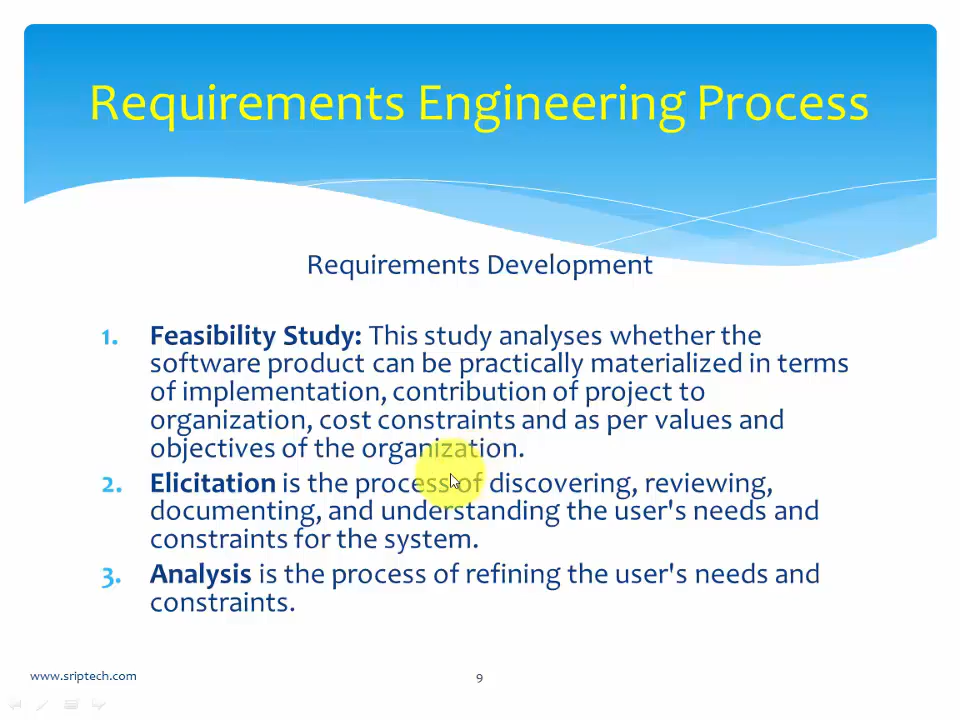 Requirements Engineering Process
Requirements Development
1. Feasibility Study: This study analyses whether the
software product can be practically materialized in terms
of implementation, contribution of project to
organization, cost constraints and as per values and
objectives of the organization.
2. Elicitation is the process of discovering, reviewing,
documenting, and understanding the user's needs and
constraints for the system.
3. Analysis is the process of refining the user's needs and
constraints.
www.sriptech.com
9